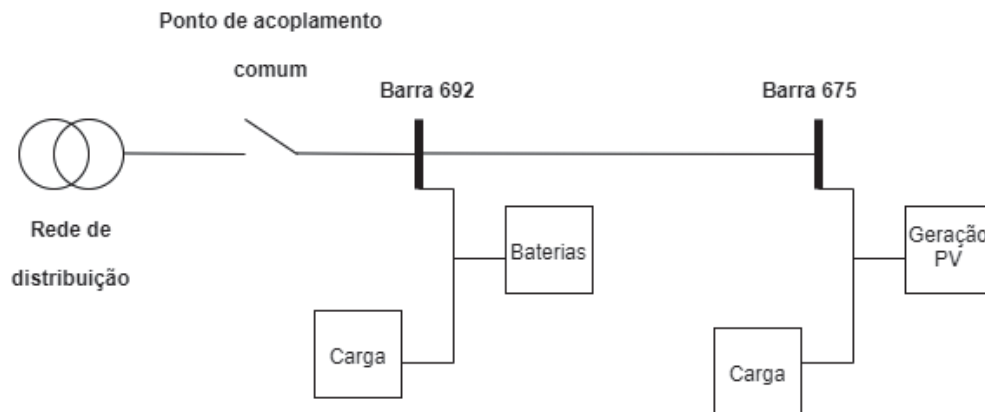 Ponto de acoplamento
comum
Barra 692
Barra 675
Rede de
distribuição
Baterias
Geração
PV
Carga
Carga